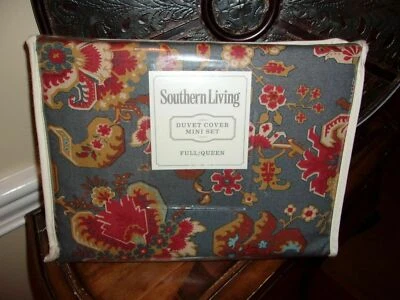 Southern Living
DUVET COVER
MINI SET
FULL/QUEEN